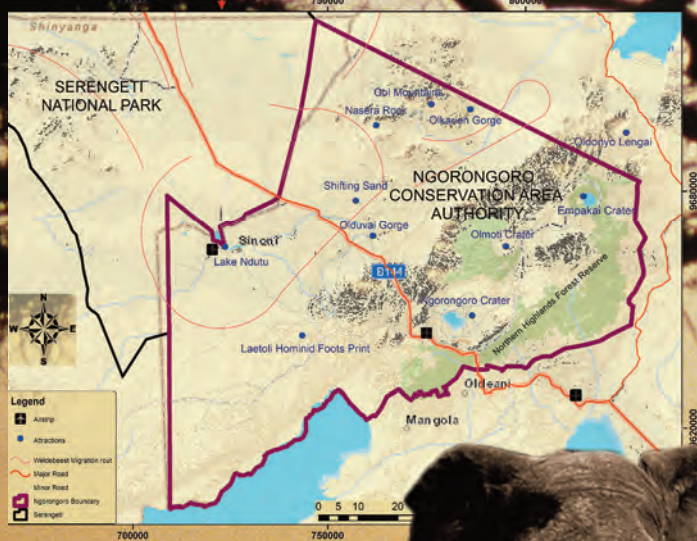 750000
800000
Shinyanga
SERENGETI
NATIONAL PARK
Gol Mountains
Nasera Rock
Olkarien Gorge
Oldonyo Lengai
NGORONGORO
CONSERVATION AREA
AUTHORITY
Shifting Sand
Empakai Crater
9680000
Olduvai Gorge
Olmoti Crater
Sinoni
Lake Ndutu
B144
Ngorongoro Crater
Northern Highlands Forest Reserve
Laetoli Hominid Foots Print
Oldeani
Mangola
9620000
N
W
E
S
Legend
Airstrip
Attractions
Weldebeest Migration rout
Major Road
Minor Road
Ngorongoro Boundary
Serengeti
0 5 10 20
700000
750000